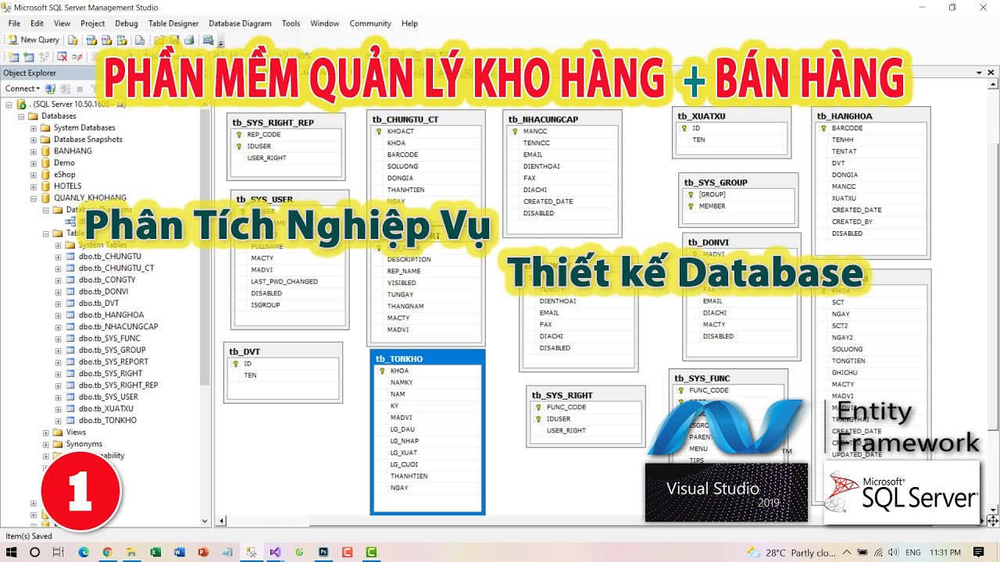 Microsoft SQL Server Management Studio
File Edit View Project Debug Table Designer Database Diagram Tools Window Community Help
New Query
PHẦN MỀM QUẢN LÝ KHO HÀNG + BÁN HÀNG
Object Explorer
Connect
. (SQL Server 10.50.1600 - sa)
Databases
System Databases
Database Snapshots
BANHANG
Demo
eShop
HOTELS
QUANLY_KHOHANG
Database Diagrams
System Tables
dbo.tb_CHUNGTU
dbo.tb_CHUNGTU_CT
dbo.tb_CONGTY
dbo.tb_DONVI
dbo.tb_DVT
dbo.tb_HANGHOA
dbo.tb_NHACUNGCAP
dbo.tb_SYS_FUNC
dbo.tb_SYS_GROUP
dbo.tb_SYS_REPORT
dbo.tb_SYS_RIGHT
dbo.tb_SYS_RIGHT_REP
dbo.tb_SYS_USER
dbo.tb_XUATXU
dbo.tb_TONKHO
Views
Synonyms
1
tb_SYS_RIGHT_REP
REP_CODE
IDUSER
USER_RIGHT
tb_SYS_USER
FULLNAME
MACTY
MADVI
LAST_PWD_CHANGED
DISABLED
ISGROUP
tb_DVT
ID
TEN
tb_CHUNGTU_CT
KHOACT
KHOA
BARCODE
SOLUONG
DONGIA
THANHTIEN
NGAY
DESCRIPTION
REP_NAME
VISIBLED
TUNGAY
THANGNAM
MACTY
MADVI
tb_TONKHO
KHOA
NAMKY
NAM
KY
MADVI
LG_DAU
LG_NHAP
LG_XUAT
LG_CUOI
THANHTIEN
NGAY
tb_NHACUNGCAP
MANCC
TENNCC
EMAIL
DIENTHOAI
FAX
DIACHI
CREATED_DATE
DISABLED
Phân Tích Nghiệp Vụ
Thiết kế Database
TENCTY
DIENTHOAI
EMAIL
FAX
DIACHI
DISABLED
tb_SYS_RIGHT
FUNC_CODE
IDUSER
USER_RIGHT
tb_XUATXU
ID
TEN
tb_SYS_GROUP
[GROUP]
MEMBER
tb_DONVI
MADVI
FAX
EMAIL
DIACHI
MACTY
DISABLED
tb_SYS_FUNC
FUNC_CODE
MENU
TIPS
tb_HANGHOA
BARCODE
TENHH
TENTAT
DVT
DONGIA
MANCC
XUATXU
CREATED_DATE
CREATED_BY
DISABLED
KHOA
SCT
NGAY
SCT2
NGAY2
SOLUONG
TONGTIEN
GHICHU
MACTY
MADVI
TRANGTHAI
CREATED_DATE
UPDATED_DATE
TM
Entity
Framework
Visual Studio
2019
Microsoft®
SQL Server®
Item(s) Saved
28°C Partly clo... ENG 11:31 PM